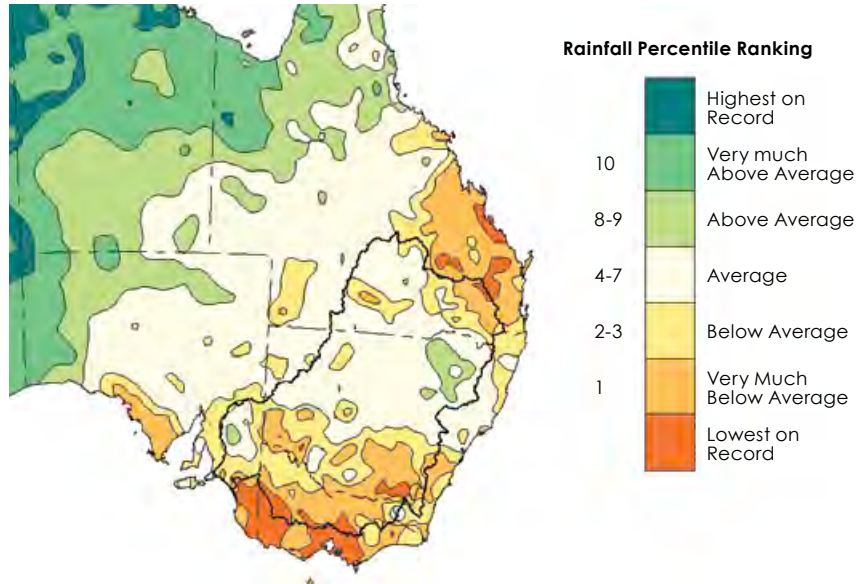 Rainfall Percentile Ranking
Highest on
Record
10
Very much
Above Average
8-9
Above Average
4-7
Average
2-3
Below Average
1
Very Much
Below Average
Lowest on
Record